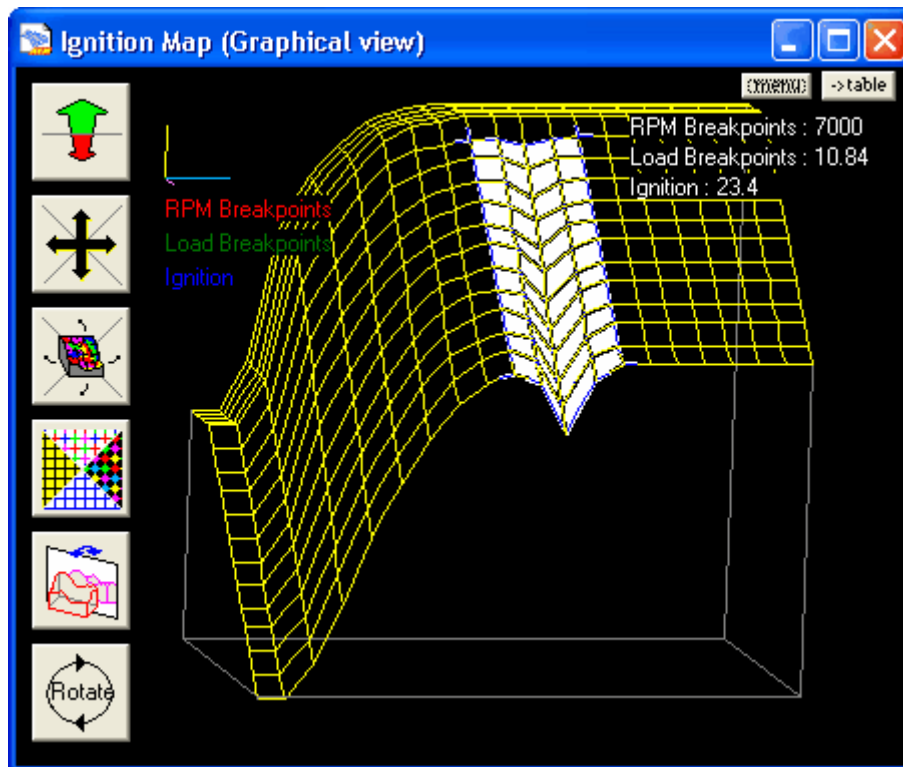 Ignition Map (Graphical view)
(menu)
->table
RPM Breakpoints : 7000
Load Breakpoints : 10.84
Ignition : 23.4
RPM Breakpoints
Load Breakpoints
Ignition
Rotate